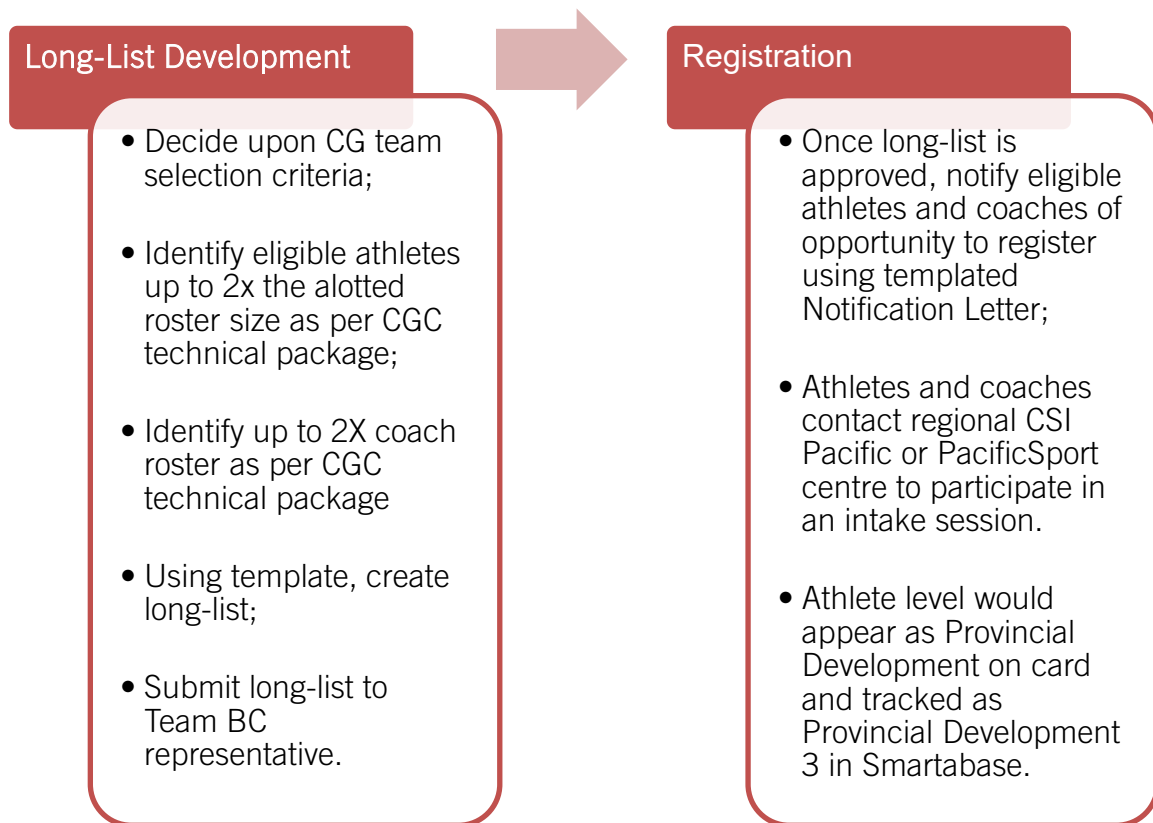 Long-List Development
• Decide upon CG team
selection criteria;
• Identify eligible athletes
up to 2x the alotted
roster size as per CGC
technical package;
• Identify up to 2X coach
roster as per CGC
technical package
• Using template, create
long-list;
• Submit long-list to
Team BC
representative.
Registration
• Once long-list is
approved, notify eligible
athletes and coaches of
opportunity to register
using templated
Notification Letter;
• Athletes and coaches
contact regional CSI
Pacific or PacificSport
centre to participate in
an intake session.
• Athlete level would
appear as Provincial
Development on card
and tracked as
Provincial Development
3 in Smartabase.